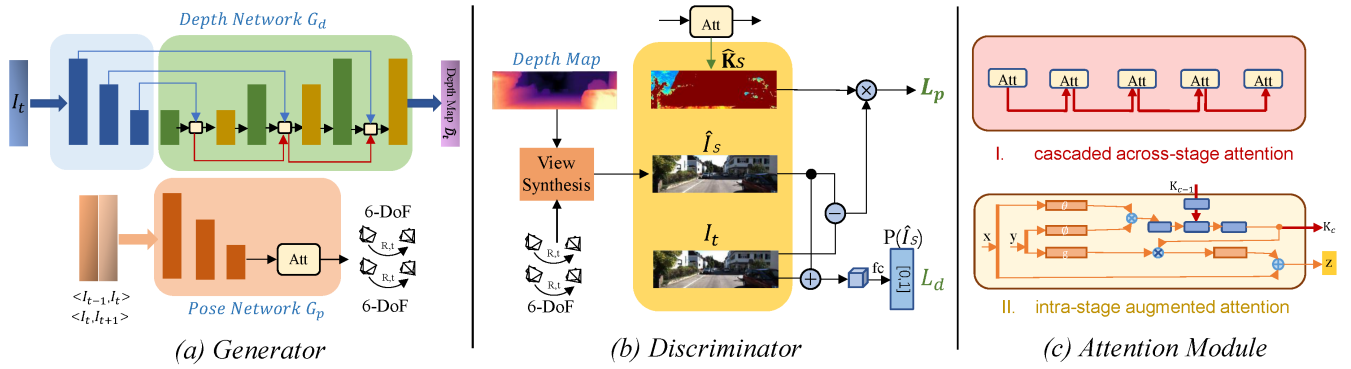 Depth Network G_d
I_t
Depth Map D̂_t
6-DoF
R,t
R,t
6-DoF
Att
<I_{t−1},I_t>
<I_t,I_{t+1}>
Pose Network G_p
(a) Generator
Att
Depth Map
K̂_S
L_p
View
Synthesis
Î_S
I_t
R,t
6-DoF
P(Î_S)
fc
[0,1]
L_d
(b) Discriminator
Att
Att
Att
Att
Att
I. cascaded across-stage attention
K_{c−1}
x
y
θ
ø
g
K_c
z
II. intra-stage augmented attention
(c) Attention Module